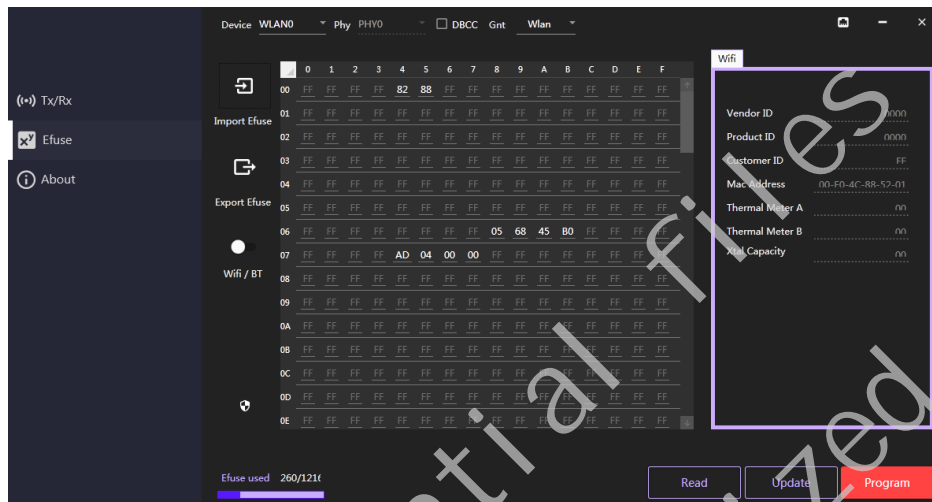 Device WLAN0 Phy PHY0 DBCC Gnt Wlan
Wifi
0 1 2 3 4 5 6 7 8 9 A B C D E F
00 FF FF FF FF 82 88 FF FF FF FF FF FF FF FF FF FF
01 FF FF FF FF FF FF FF FF FF FF FF FF FF FF FF FF
02 FF FF FF FF FF FF FF FF FF FF FF FF FF FF FF FF
03 FF FF FF FF FF FF FF FF FF FF FF FF FF FF FF FF
04 FF FF FF FF FF FF FF FF FF FF FF FF FF FF FF FF
05 FF FF FF FF FF FF FF FF FF FF FF FF FF FF FF FF
06 FF FF FF FF FF FF FF FF 05 68 45 B0 FF FF FF FF
07 FF FF FF FF AD 04 00 00 FF FF FF FF FF FF FF FF
08 FF FF FF FF FF FF FF FF FF FF FF FF FF FF FF FF
09 FF FF FF FF FF FF FF FF FF FF FF FF FF FF FF FF
0A FF FF FF FF FF FF FF FF FF FF FF FF FF FF FF FF
0B FF FF FF FF FF FF FF FF FF FF FF FF FF FF FF FF
0C FF FF FF FF FF FF FF FF FF FF FF FF FF FF FF FF
0D FF FF FF FF FF FF FF FF FF FF FF FF FF FF FF FF
0E FF FF FF FF FF FF FF FF FF FF FF FF FF FF FF FF
Tx/Rx
Efuse
About
Import Efuse
Export Efuse
Wifi / BT
Vendor ID 0000
Product ID 0000
Customer ID FF
Mac Address 00-E0-4C-88-52-01
Thermal Meter A 00
Thermal Meter B 00
Xtal Capacity 00
Efuse used 260/1216
Read Update Program
tial files
zed